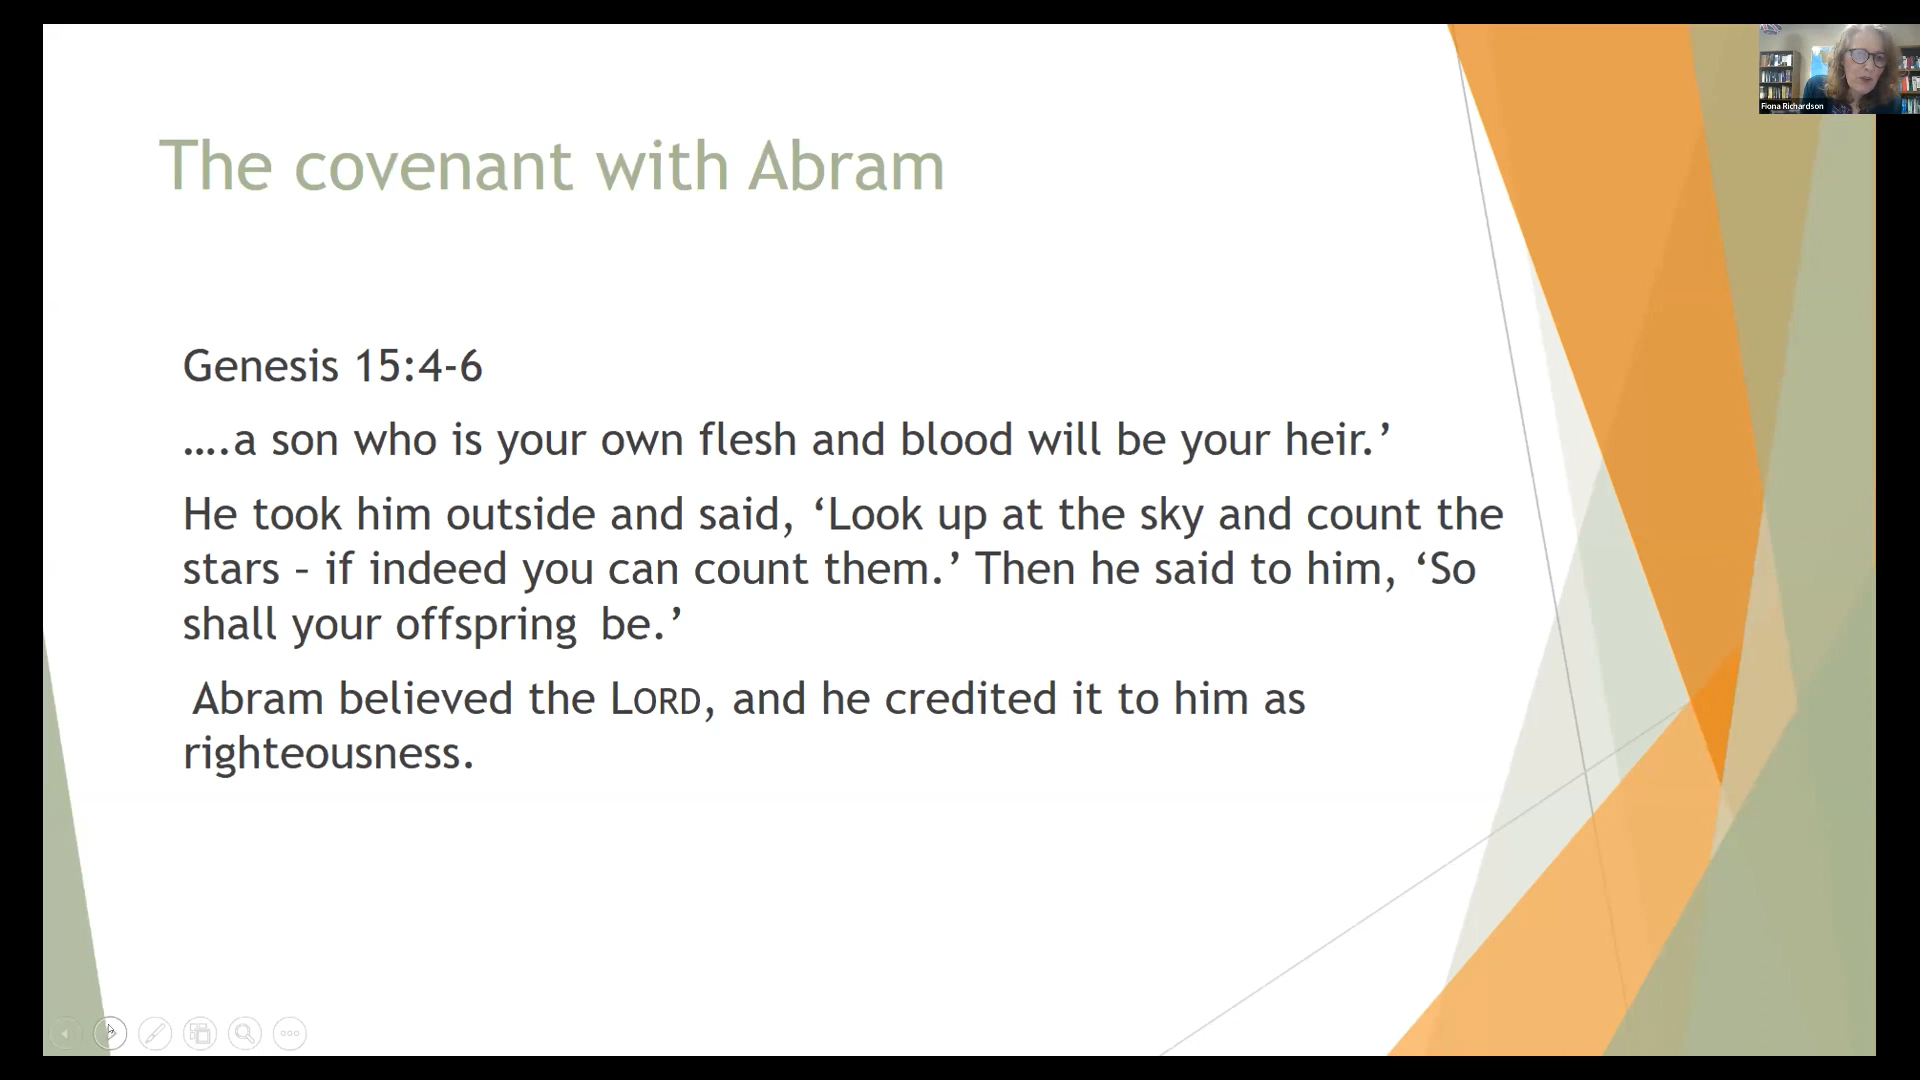 Fiona Richardson
The covenant with Abram
Genesis 15:4-6
….a son who is your own flesh and blood will be your heir.’
He took him outside and said, ‘Look up at the sky and count the
stars – if indeed you can count them.’ Then he said to him, ‘So
shall your offspring  be.’
Abram believed the LORD, and he credited it to him as
righteousness.